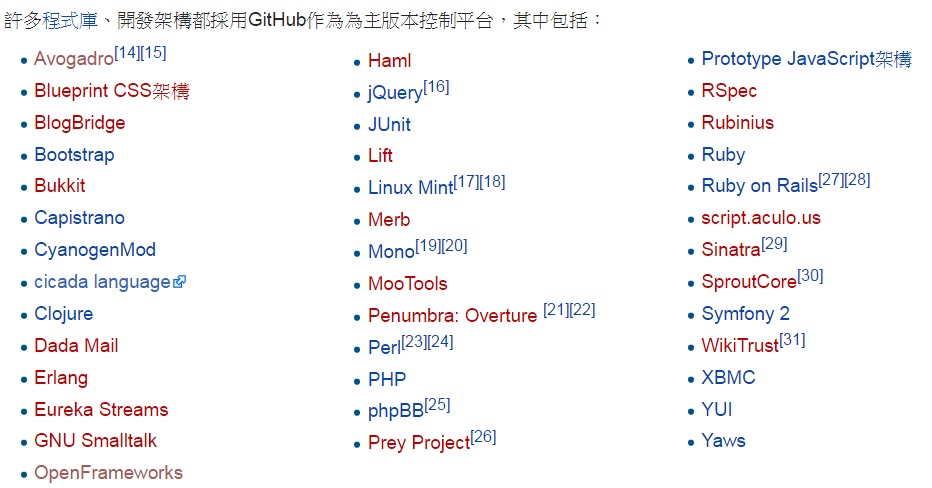 許多程式庫、開發架構都採用GitHub作為為主版本控制平台，其中包括：
Avogadro[14][15]
Blueprint CSS架構
BlogBridge
Bootstrap
Bukkit
Capistrano
CyanogenMod
cicada language
Clojure
Dada Mail
Erlang
Eureka Streams
GNU Smalltalk
OpenFrameworks
Haml
jQuery[16]
JUnit
Lift
Linux Mint[17][18]
Merb
Mono[19][20]
MooTools
Penumbra: Overture [21][22]
Perl[23][24]
PHP
phpBB[25]
Prey Project[26]
Prototype JavaScript架構
RSpec
Rubinius
Ruby
Ruby on Rails[27][28]
script.aculo.us
Sinatra[29]
SproutCore[30]
Symfony 2
WikiTrust[31]
XBMC
YUI
Yaws